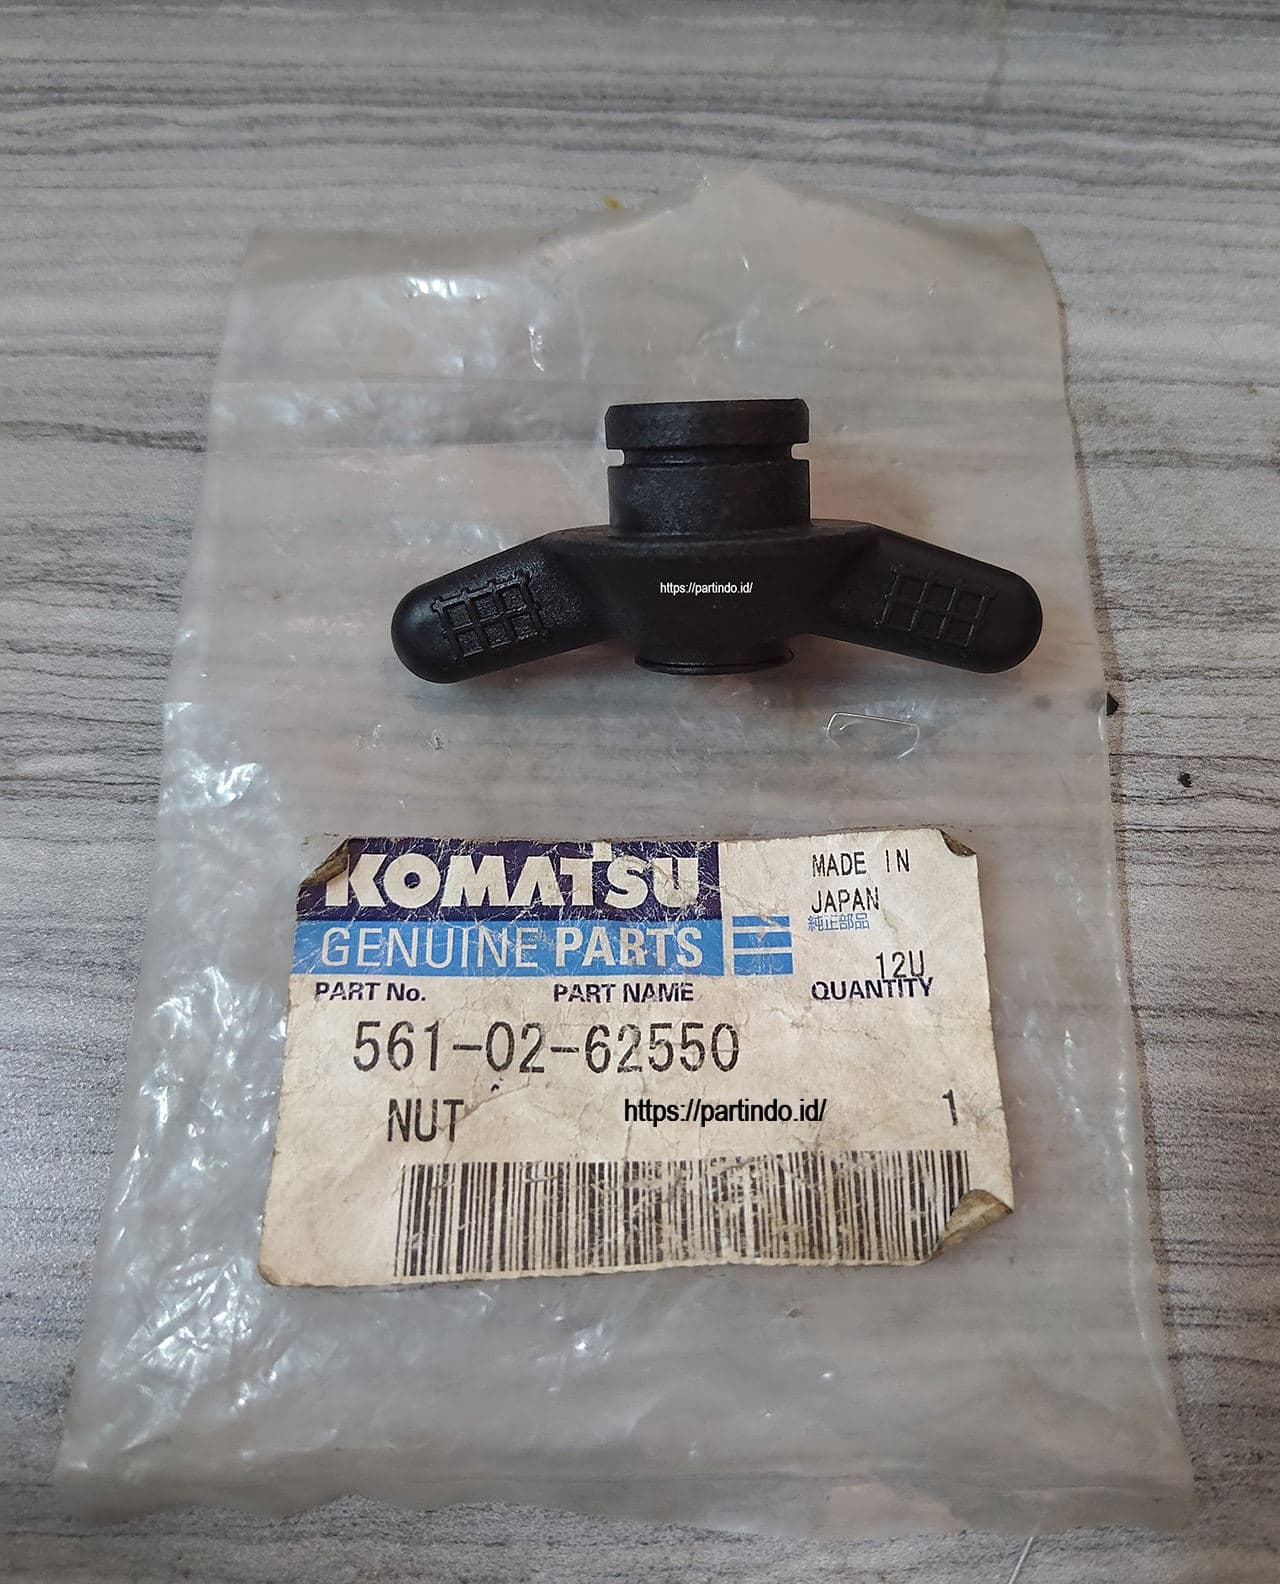 https://partindo.id/
KOMATSU
GENUINE PARTS
MADE IN
JAPAN
純正部品
12U
PART No.
PART NAME
QUANTITY
561-02-62550
NUT
https://partindo.id/
1